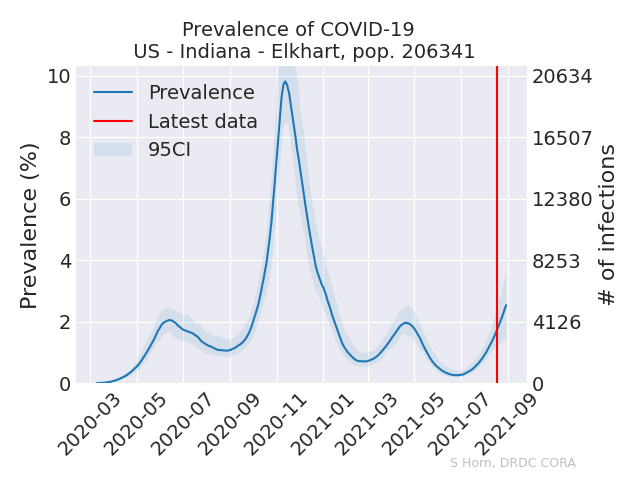 Prevalence of COVID-19
US - Indiana - Elkhart, pop. 206341
Prevalence (%)
10
8
6
4
2
0
Prevalence
Latest data
95CI
20634
16507
12380
8253
4126
0
# of infections
2020-03
2020-05
2020-07
2020-09
2020-11
2021-01
2021-03
2021-05
2021-07
2021-09
S Horn, DRDC CORA